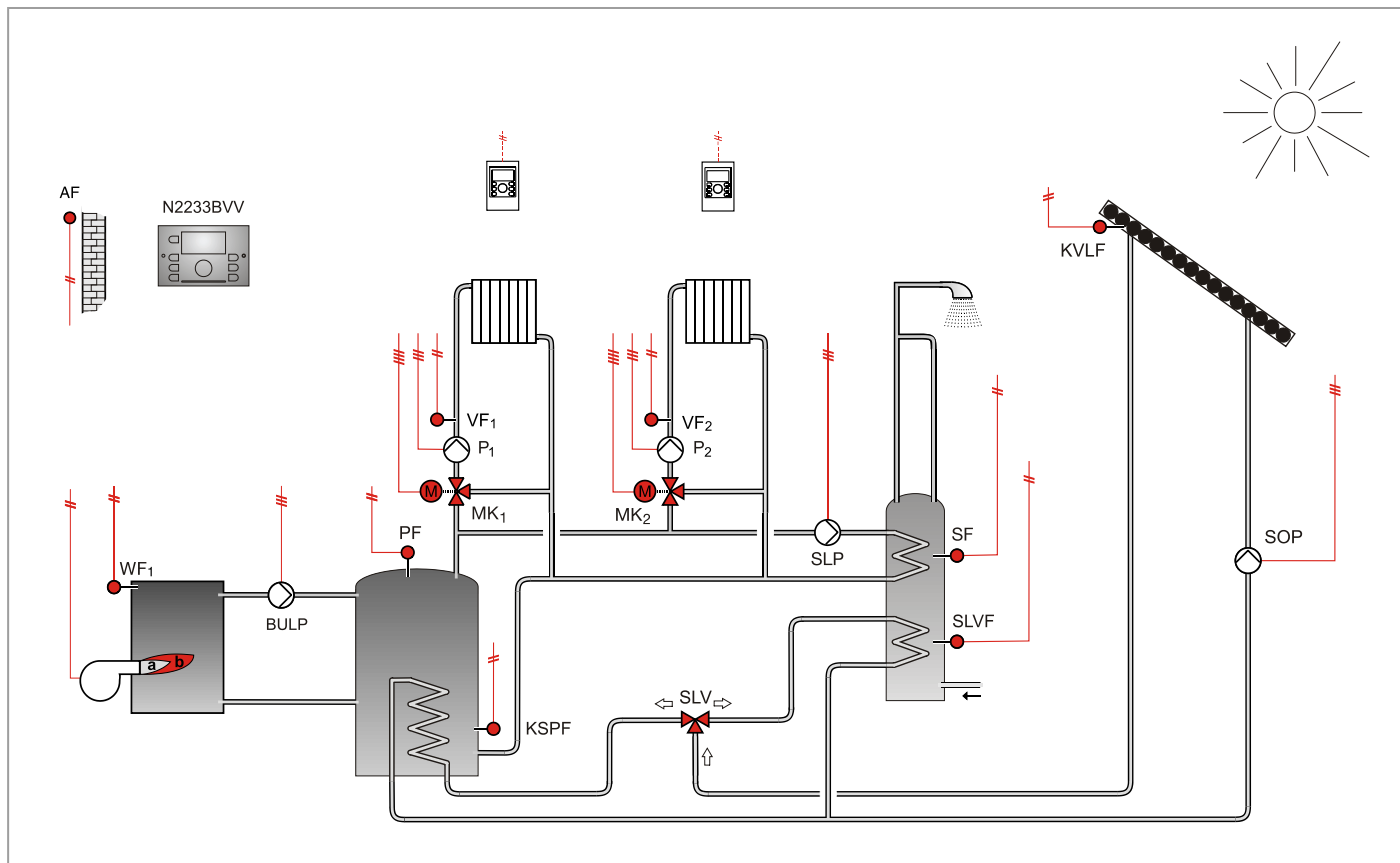 AF
N2233BVV
KVLF
VF1
VF2
P1
P2
M
M
MK1
MK2
PF
SLP
SF
SOP
WF1
BULP
SLVF
a
b
SLV
KSPF